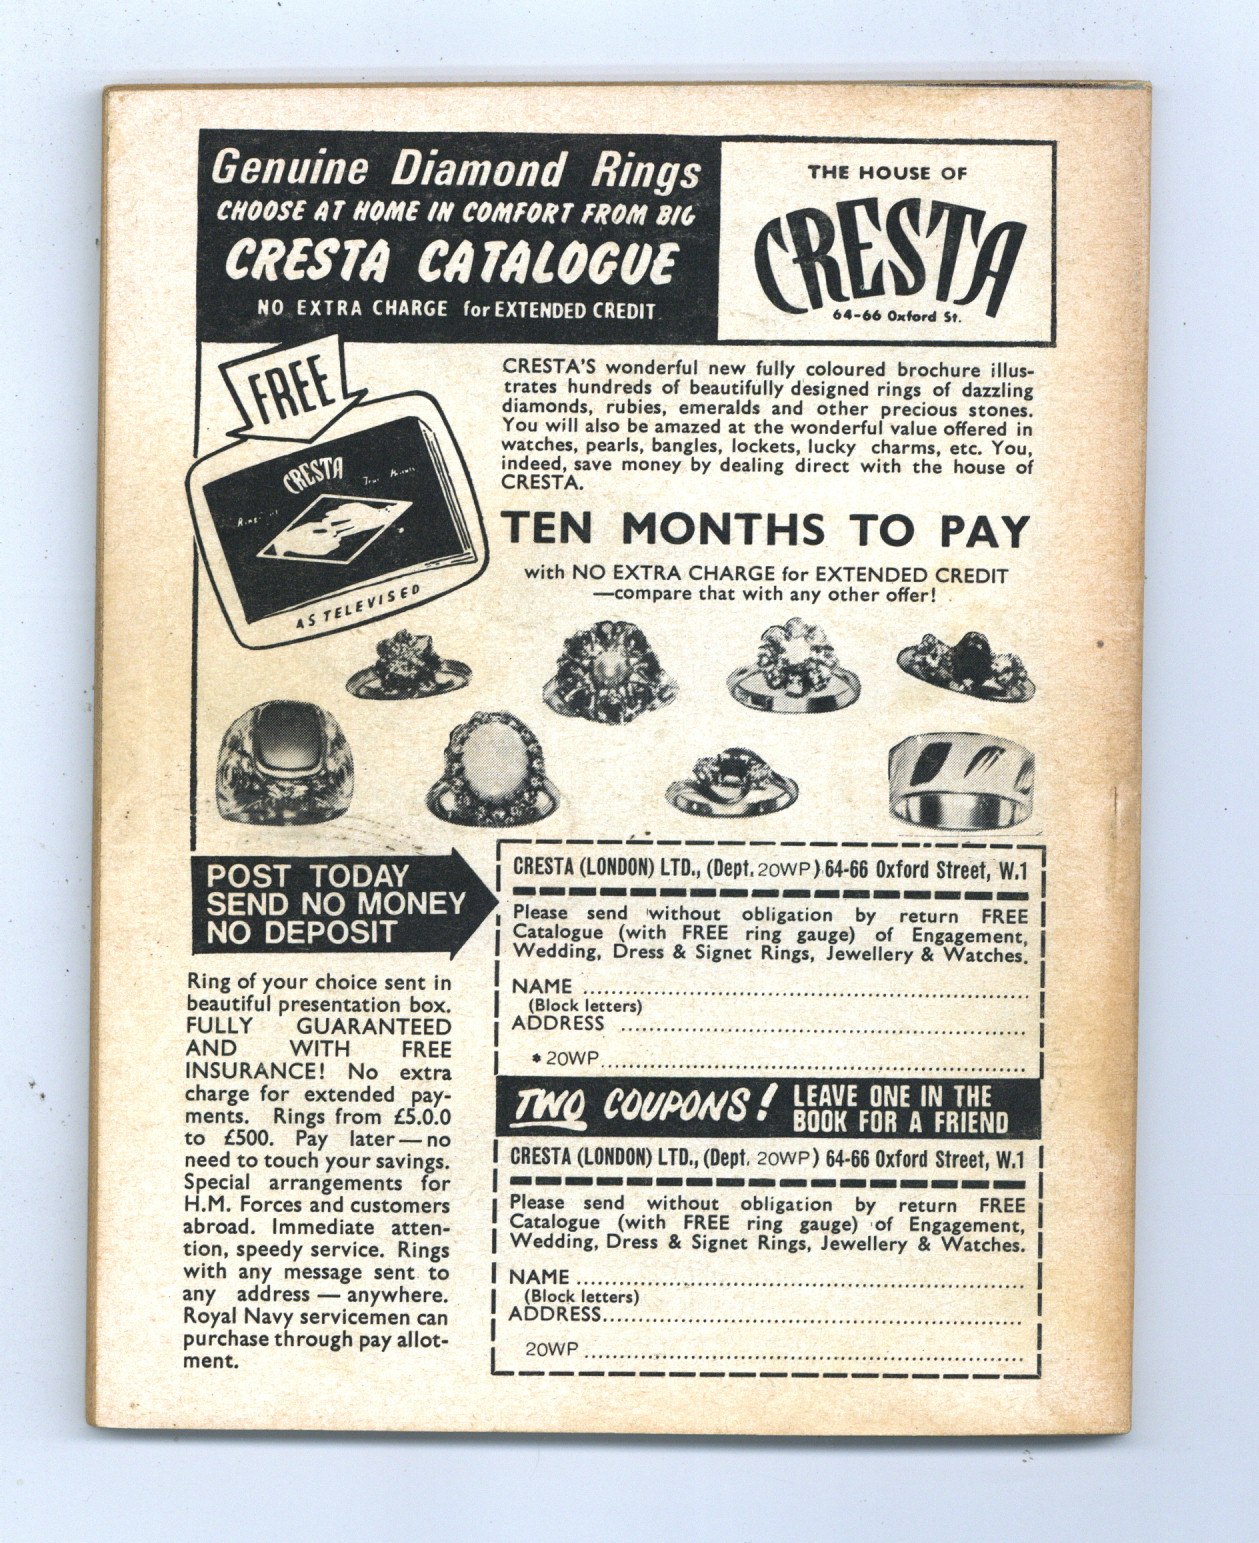 Genuine Diamond Rings
CHOOSE AT HOME IN COMFORT FROM BIG
CRESTA CATALOGUE
NO EXTRA CHARGE for EXTENDED CREDIT
THE HOUSE OF
CRESTA
64-66 Oxford St.
FREE
CRESTA
AS TELEVISED
CRESTA'S wonderful new fully coloured brochure illus-
trates hundreds of beautifully designed rings of dazzling
diamonds, rubies, emeralds and other precious stones.
You will also be amazed at the wonderful value offered in
watches, pearls, bangles, lockets, lucky charms, etc. You,
indeed, save money by dealing direct with the house of
CRESTA.
TEN MONTHS TO PAY
with NO EXTRA CHARGE for EXTENDED CREDIT
—compare that with any other offer!
POST TODAY
SEND NO MONEY
NO DEPOSIT
Ring of your choice sent in
beautiful presentation box.
FULLY GUARANTEED
AND WITH FREE
INSURANCE! No extra
charge for extended pay-
ments. Rings from £5.0.0
to £500. Pay later—no
need to touch your savings.
Special arrangements for
H.M. Forces and customers
abroad. Immediate atten-
tion, speedy service. Rings
with any message sent to
any address — anywhere.
Royal Navy servicemen can
purchase through pay allot-
ment.
CRESTA (LONDON) LTD., (Dept. 20WP) 64-66 Oxford Street, W.1
Please send without obligation by return FREE
Catalogue (with FREE ring gauge) of Engagement,
Wedding, Dress & Signet Rings, Jewellery & Watches.
NAME
(Block letters)
ADDRESS
* 20WP
TWO COUPONS! LEAVE ONE IN THE
BOOK FOR A FRIEND
CRESTA (LONDON) LTD., (Dept. 20WP) 64-66 Oxford Street, W.1
Please send without obligation by return FREE
Catalogue (with FREE ring gauge) of Engagement,
Wedding, Dress & Signet Rings, Jewellery & Watches.
NAME
(Block letters)
ADDRESS
20WP